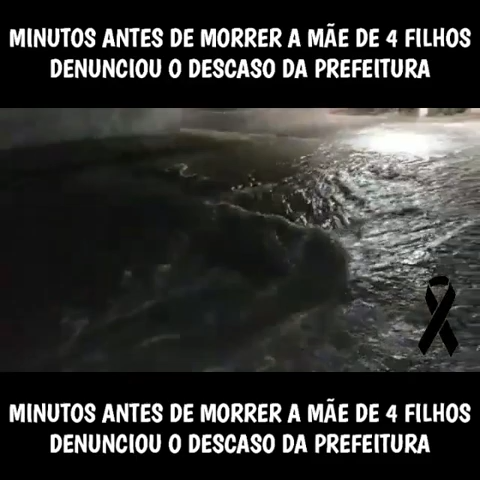 MINUTOS ANTES DE MORRER A MÃE DE 4 FILHOS
DENUNCIOU O DESCASO DA PREFEITURA
MINUTOS ANTES DE MORRER A MÃE DE 4 FILHOS
DENUNCIOU O DESCASO DA PREFEITURA